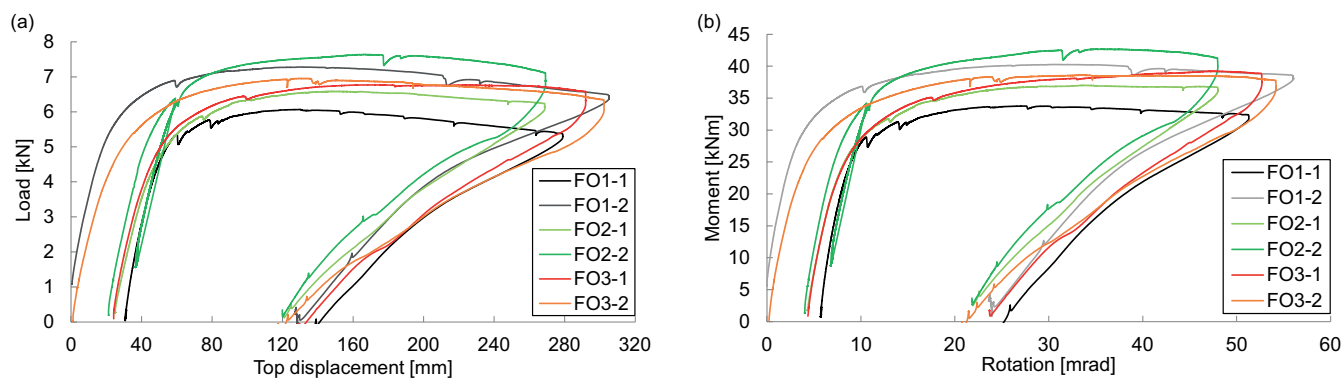 (a)
8
7
6
5
4
3
2
1
0
Load [kN]
0 40 80 120 160 200 240 280 320
Top displacement [mm]
FO1-1
FO1-2
FO2-1
FO2-2
FO3-1
FO3-2
(b)
45
40
35
30
25
20
15
10
5
0
Moment [kNm]
0 10 20 30 40 50 60
Rotation [mrad]
FO1-1
FO1-2
FO2-1
FO2-2
FO3-1
FO3-2